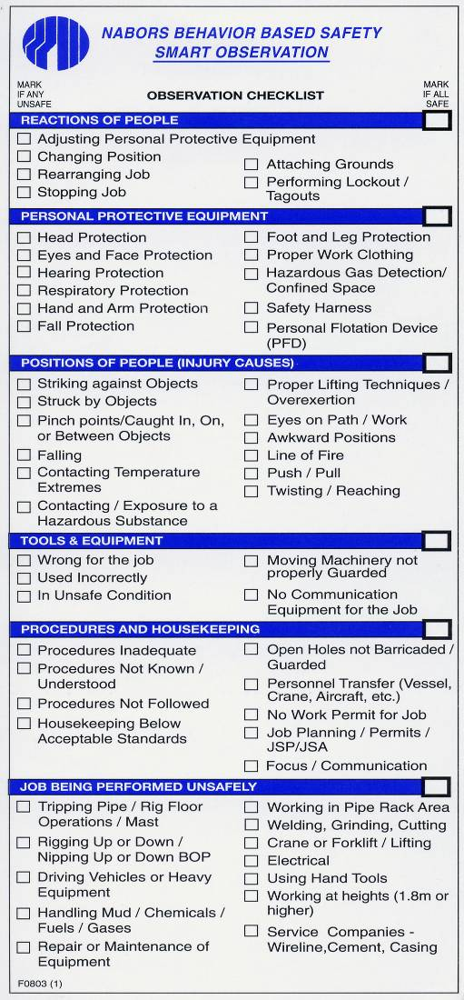 NABORS BEHAVIOR BASED SAFETY
SMART OBSERVATION
MARK
IF ANY
UNSAFE
OBSERVATION CHECKLIST
MARK
IF ALL
SAFE
REACTIONS OF PEOPLE
Adjusting Personal Protective Equipment
Changing Position
Rearranging Job
Stopping Job
Attaching Grounds
Performing Lockout /
Tagouts
PERSONAL PROTECTIVE EQUIPMENT
Head Protection
Eyes and Face Protection
Hearing Protection
Respiratory Protection
Hand and Arm Protection
Fall Protection
Foot and Leg Protection
Proper Work Clothing
Hazardous Gas Detection/
Confined Space
Safety Harness
Personal Flotation Device
(PFD)
POSITIONS OF PEOPLE (INJURY CAUSES)
Striking against Objects
Struck by Objects
Pinch points/Caught In, On,
or Between Objects
Falling
Contacting Temperature
Extremes
Contacting / Exposure to a
Hazardous Substance
Proper Lifting Techniques /
Overexertion
Eyes on Path / Work
Awkward Positions
Line of Fire
Push / Pull
Twisting / Reaching
TOOLS & EQUIPMENT
Wrong for the job
Used Incorrectly
In Unsafe Condition
Moving Machinery not
properly Guarded
No Communication
Equipment for the Job
PROCEDURES AND HOUSEKEEPING
Procedures Inadequate
Procedures Not Known /
Understood
Procedures Not Followed
Housekeeping Below
Acceptable Standards
Open Holes not Barricaded /
Guarded
Personnel Transfer (Vessel,
Crane, Aircraft, etc.)
No Work Permit for Job
Job Planning / Permits /
JSP/JSA
Focus / Communication
JOB BEING PERFORMED UNSAFELY
Tripping Pipe / Rig Floor
Operations / Mast
Rigging Up or Down /
Nipping Up or Down BOP
Driving Vehicles or Heavy
Equipment
Handling Mud / Chemicals /
Fuels / Gases
Repair or Maintenance of
Equipment
Working in Pipe Rack Area
Welding, Grinding, Cutting
Crane or Forklift / Lifting
Electrical
Using Hand Tools
Working at heights (1.8m or
higher)
Service Companies -
Wireline,Cement, Casing
F0803 (1)